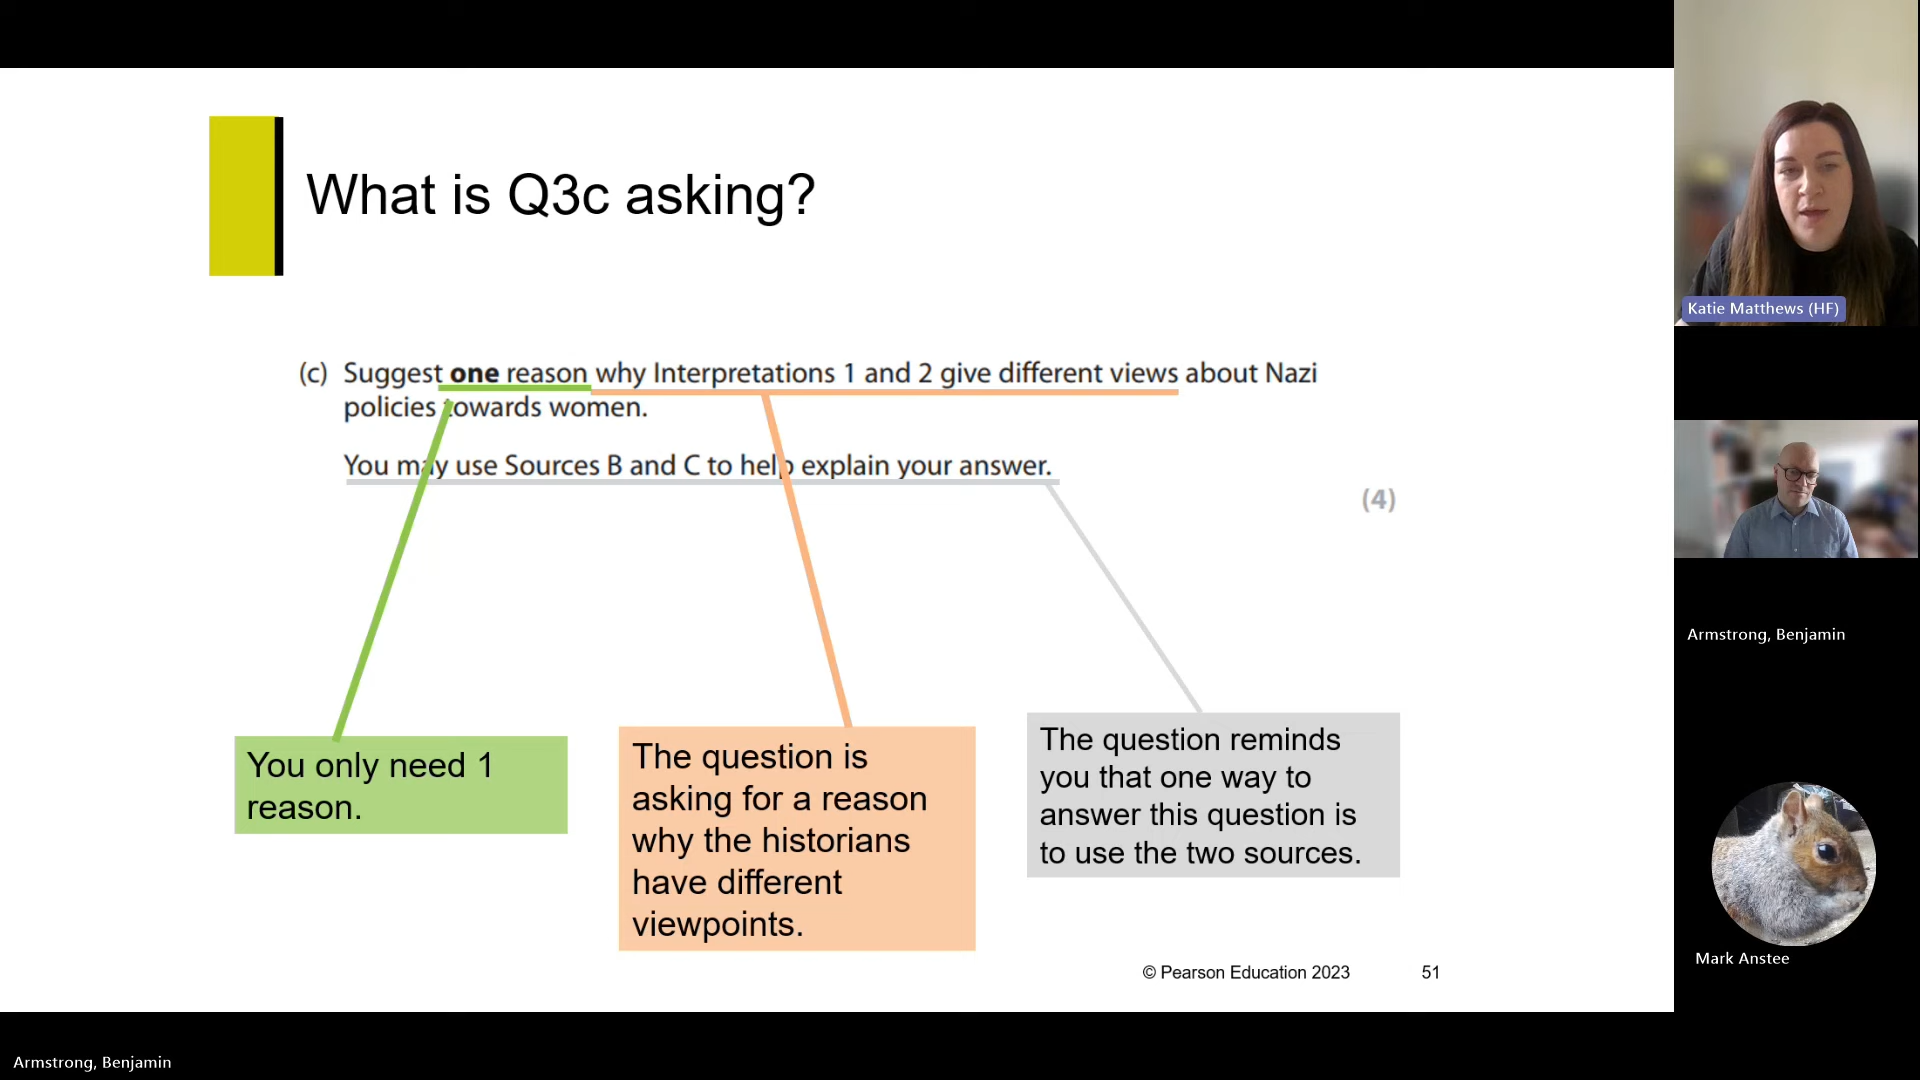 What is Q3c asking?
(c) Suggest one reason why Interpretations 1 and 2 give different views about Nazi
policies towards women.
You may use Sources B and C to help explain your answer.
(4)
You only need 1
reason.
The question is
asking for a reason
why the historians
have different
viewpoints.
The question reminds
you that one way to
answer this question is
to use the two sources.
© Pearson Education 2023
51
Katie Matthews (HF)
Armstrong, Benjamin
Mark Anstee
Armstrong, Benjamin